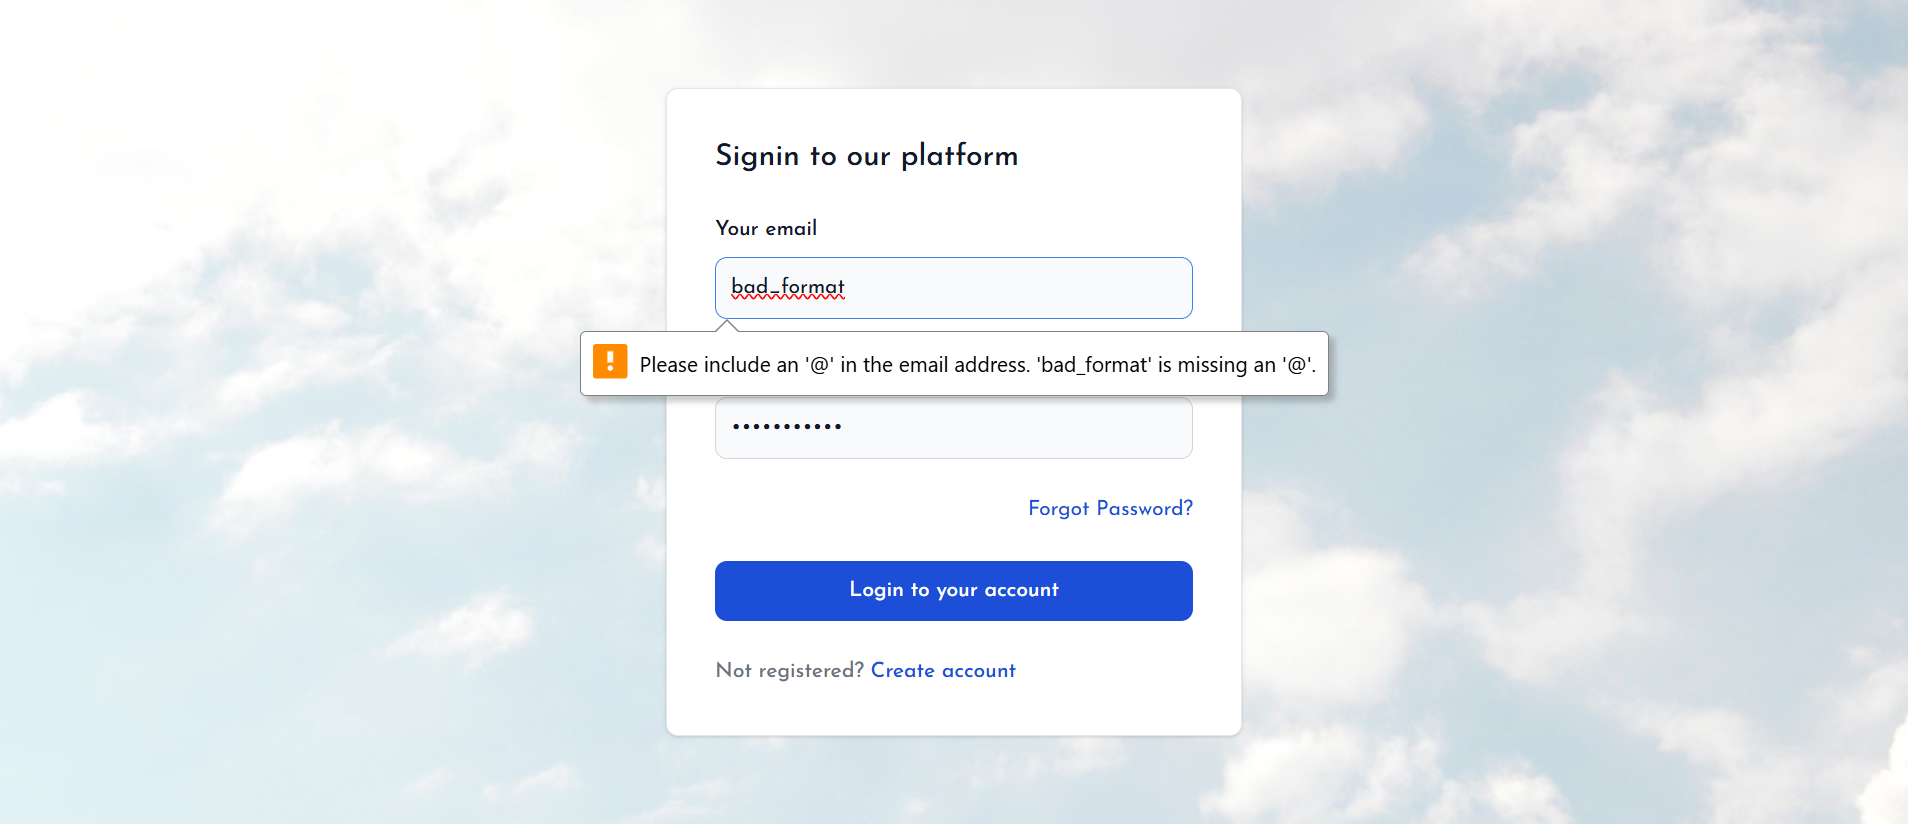 Signin to our platform
Your email
bad_format
Please include an '@' in the email address. 'bad_format' is missing an '@'.
•••••••••••
Forgot Password?
Login to your account
Not registered? Create account